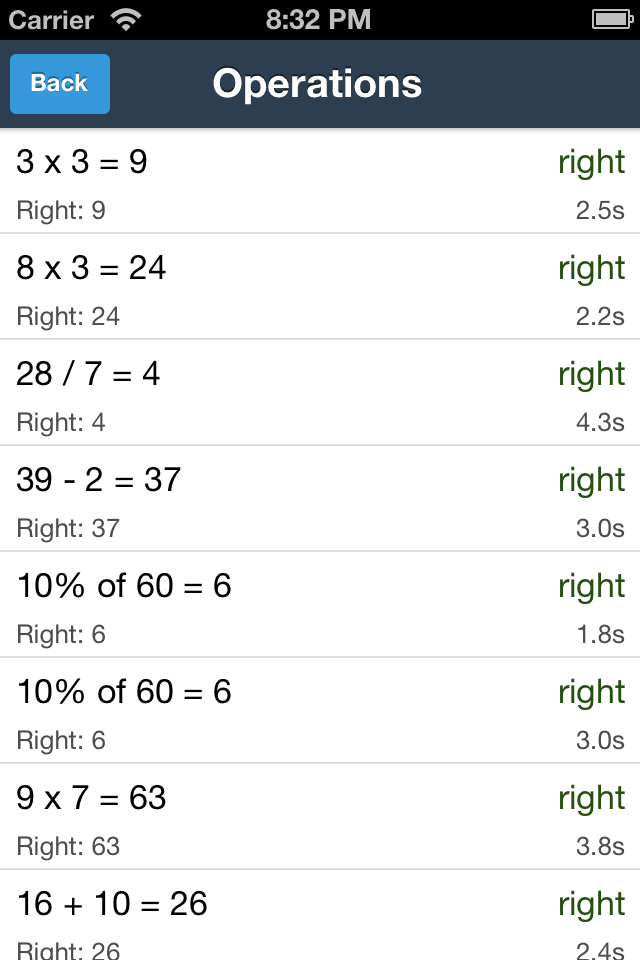 Carrier 8:32 PM
Back Operations
3 x 3 = 9 right
Right: 9 2.5s
8 x 3 = 24 right
Right: 24 2.2s
28 / 7 = 4 right
Right: 4 4.3s
39 - 2 = 37 right
Right: 37 3.0s
10% of 60 = 6 right
Right: 6 1.8s
10% of 60 = 6 right
Right: 6 3.0s
9 x 7 = 63 right
Right: 63 3.8s
16 + 10 = 26 right
Right: 26 2.4s